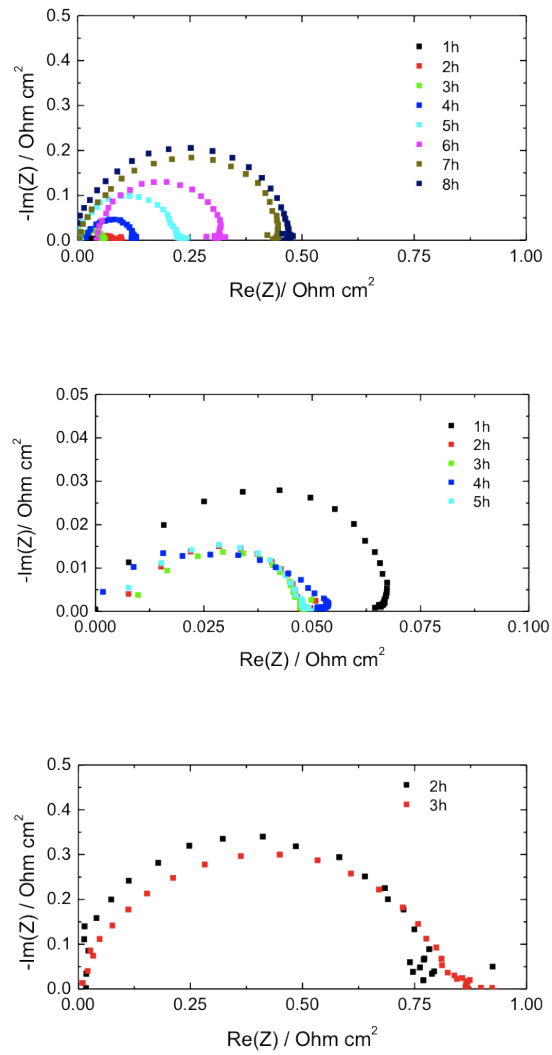 0.5
0.4
0.3
0.2
0.1
0.0
-Im(Z) / Ohm cm²
1h
2h
3h
4h
5h
6h
7h
8h
0.00 0.25 0.50 0.75 1.00
Re(Z)/ Ohm cm²
0.05
0.04
0.03
0.02
0.01
0.00
-Im(Z)/ Ohm cm²
1h
2h
3h
4h
5h
0.000 0.025 0.050 0.075 0.100
Re(Z) / Ohm cm²
0.5
0.4
0.3
0.2
0.1
0.0
-Im(Z) / Ohm cm²
2h
3h
0.00 0.25 0.50 0.75 1.00
Re(Z) / Ohm cm²